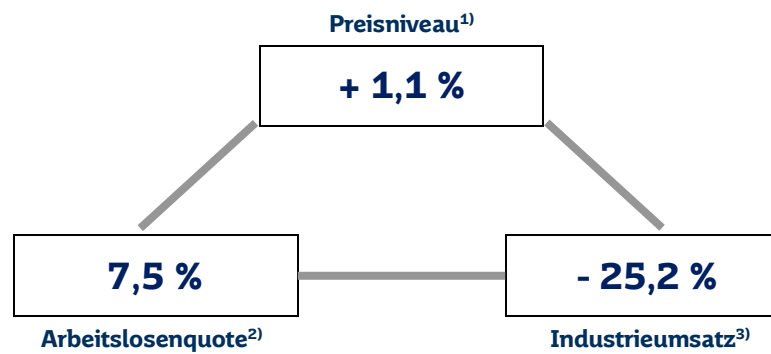 Preisniveau¹⁾
+ 1,1 %
7,5 %
- 25,2 %
Arbeitslosenquote²⁾
Industrieumsatz³⁾